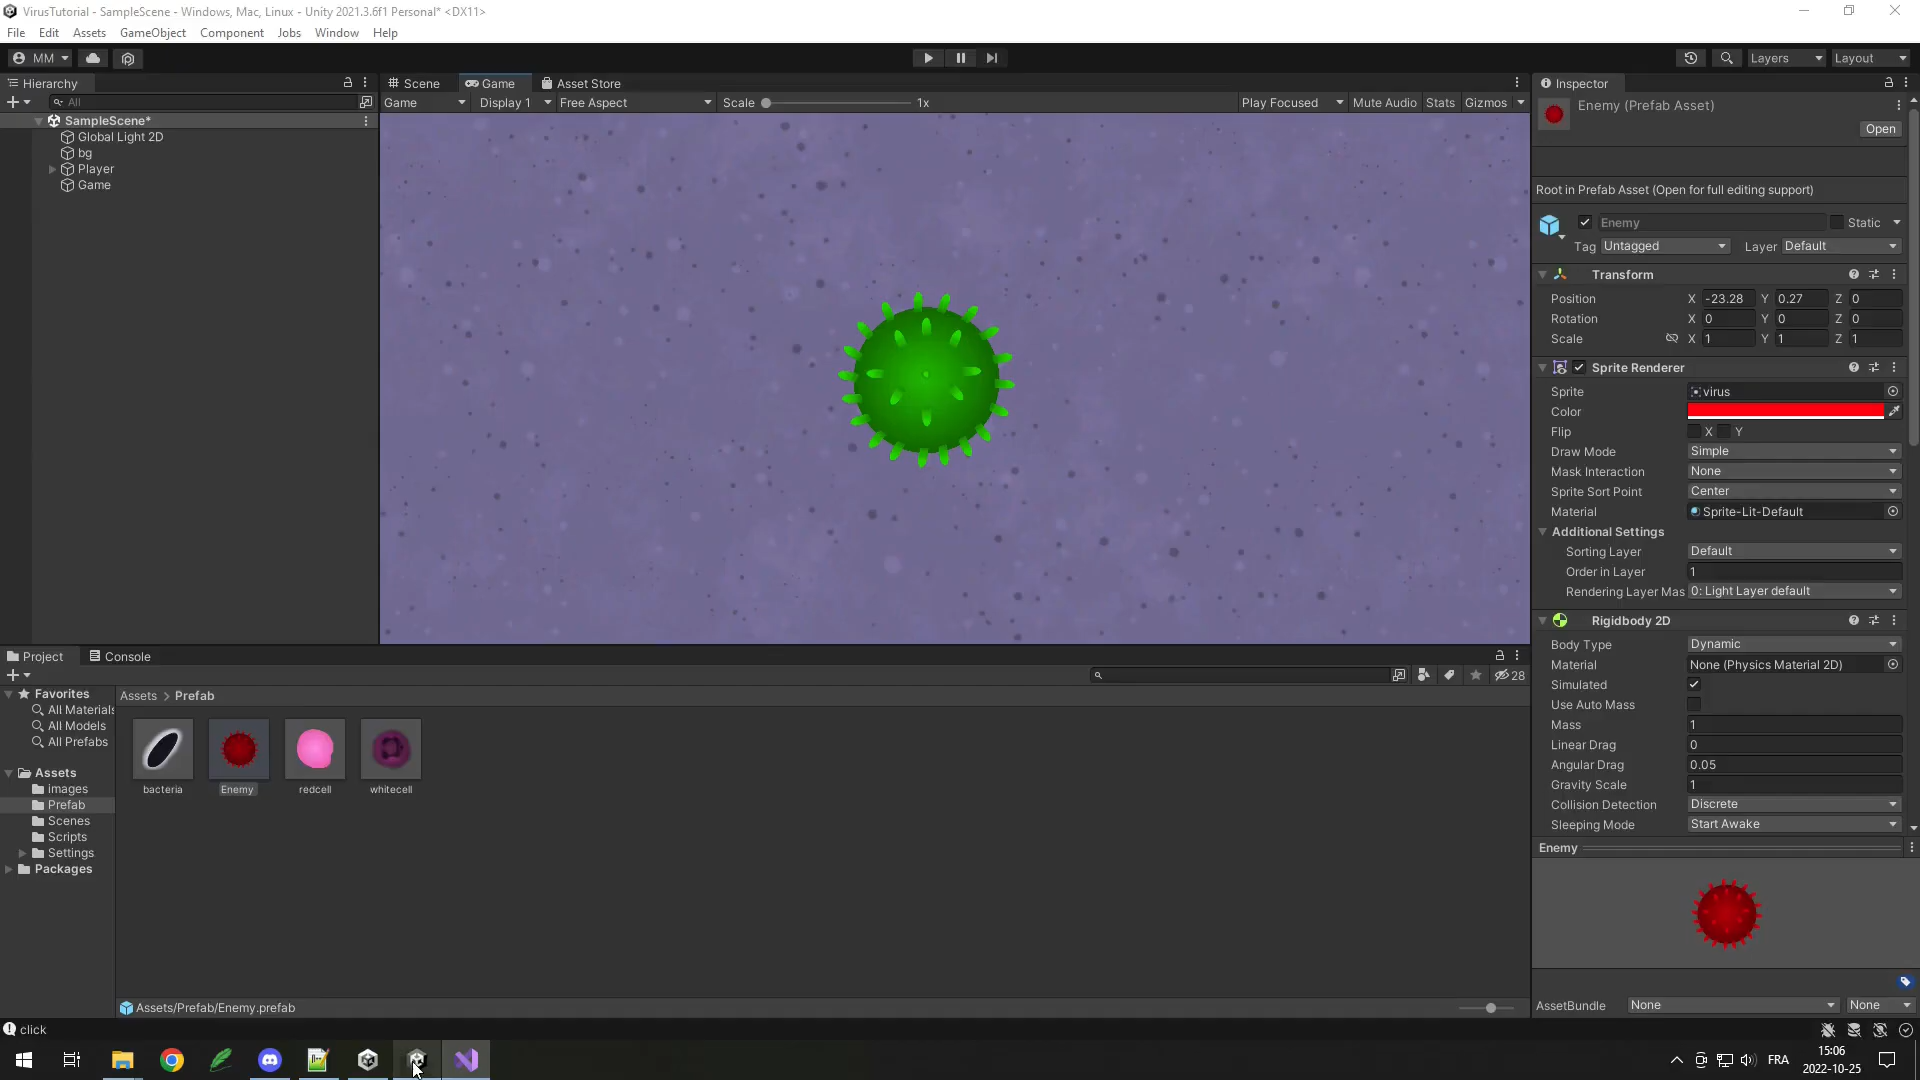 VirusTutorial - SampleScene - Windows, Mac, Linux - Unity 2021.3.6f1 Personal* <DX11>
File Edit Assets GameObject Component Jobs Window Help
MM Layers Layout
Hierarchy
All
SampleScene*
Global Light 2D
bg
Player
Game
Scene Game Asset Store
Game Display 1 Free Aspect Scale 1x Play Focused Mute Audio Stats Gizmos
Inspector
Enemy (Prefab Asset)
Open
Root in Prefab Asset (Open for full editing support)
Enemy Static
Tag Untagged Layer Default
Transform
Position X -23.28 Y 0.27 Z 0
Rotation X 0 Y 0 Z 0
Scale X 1 Y 1 Z 1
Sprite Renderer
Sprite virus
Color
Flip X Y
Draw Mode Simple
Mask Interaction None
Sprite Sort Point Center
Material Sprite-Lit-Default
Additional Settings
Sorting Layer Default
Order in Layer 1
Rendering Layer Mas 0: Light Layer default
Rigidbody 2D
Body Type Dynamic
Material None (Physics Material 2D)
Simulated
Use Auto Mass
Mass 1
Linear Drag 0
Angular Drag 0.05
Gravity Scale 1
Collision Detection Discrete
Sleeping Mode Start Awake
Enemy
AssetBundle None None
Project Console
28
Favorites
All Materials
All Models
All Prefabs
Assets
images
Prefab
Scenes
Scripts
Settings
Packages
Assets > Prefab
bacteria Enemy redcell whitecell
Assets/Prefab/Enemy.prefab
click
FRA
15:06
2022-10-25